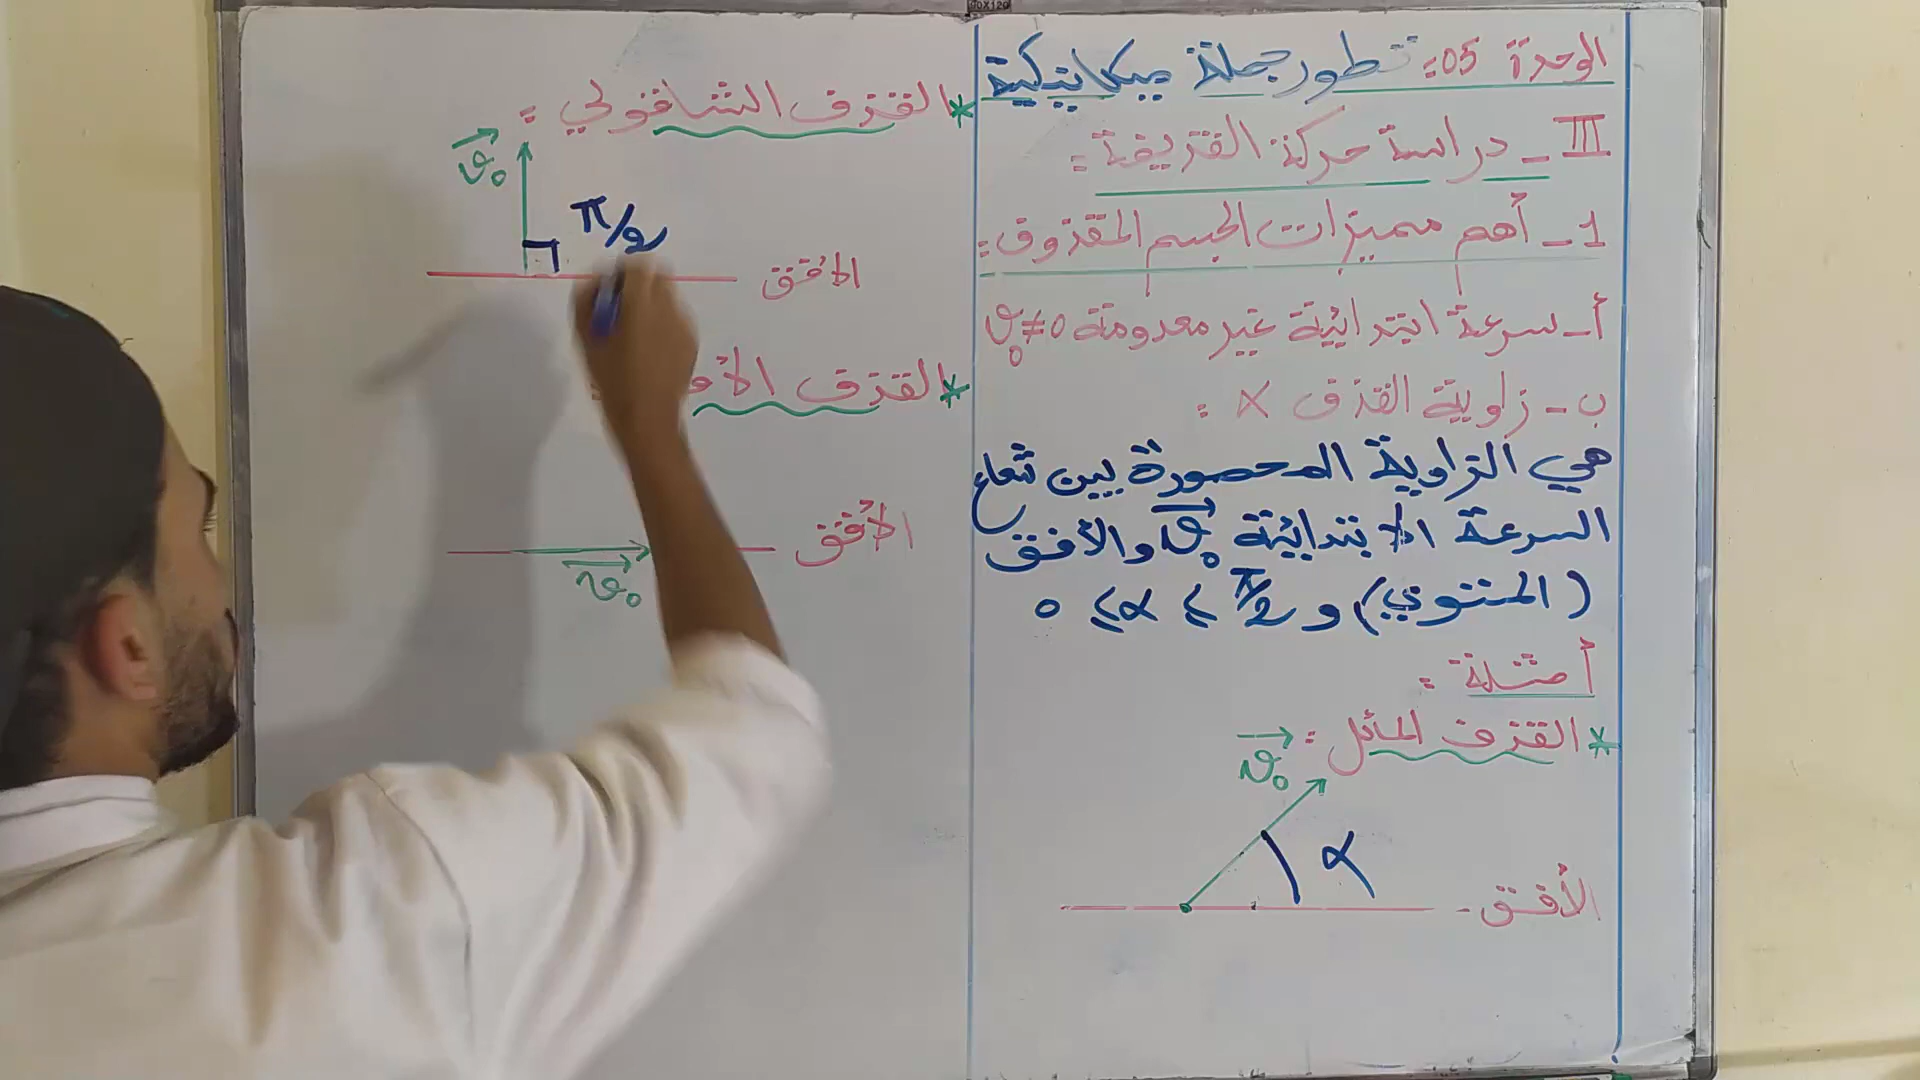 الوحدة 05: تطور جملة ميكانيكية
III - دراسة حركة القذيفة :
1 - أهم مميزات الجسم المقذوف :
أ - سرعة ابتدائية غير معدومة v₀ ≠ 0
ب - زاوية القذف α :
هي الزاوية المحصورة بين شعاع
السرعة الابتدائية v₀ والأفق
(المستوي) و 0 ≤ α ≤ π/2
أمثلة :
* القذف المائل :
v₀
α
الأفق
* القذف الشاقولي :
v₀
π/2
الأفق
* القذف
الأفق
v₀